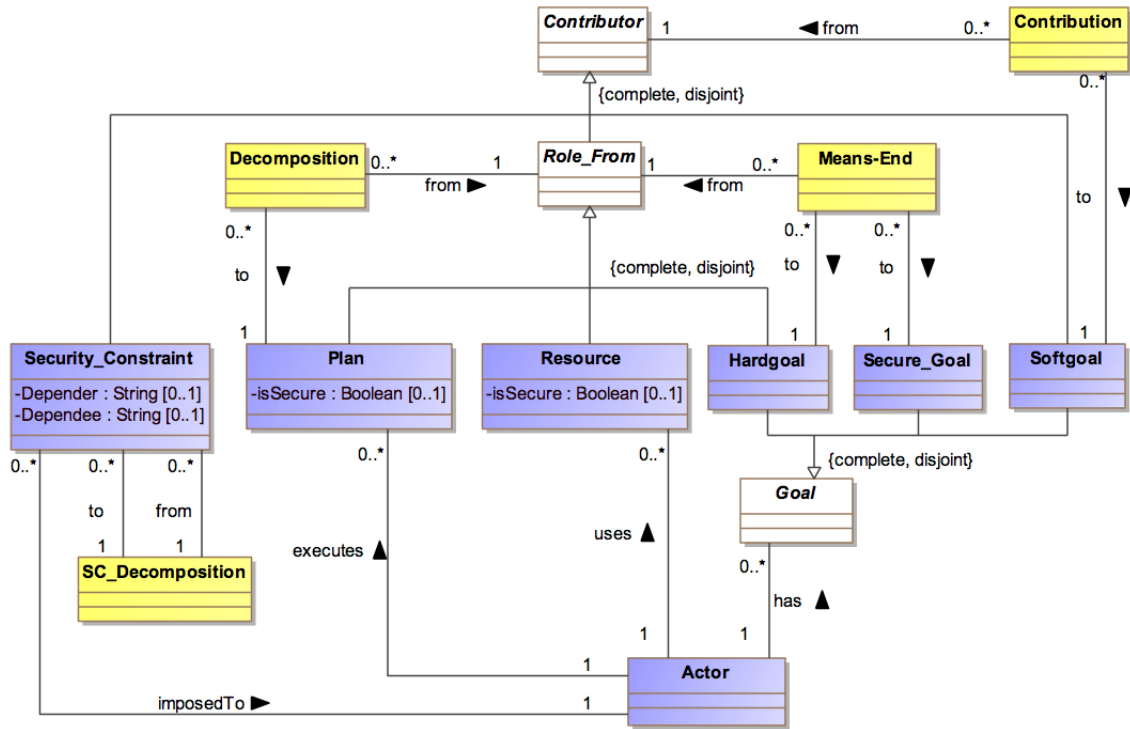 Contributor
1
from
0..*
Contribution
0..*
{complete, disjoint}
Decomposition
0..*
1
from
Role_From
1
0..*
from
Means-End
to
0..*
to
0..*
to
0..*
to
{complete, disjoint}
1
1
1
1
Security_Constraint
-Depender : String [0..1]
-Dependee : String [0..1]
Plan
-isSecure : Boolean [0..1]
Resource
-isSecure : Boolean [0..1]
Hardgoal
Secure_Goal
Softgoal
0..*
0..*
0..*
0..*
0..*
{complete, disjoint}
Goal
to
from
1
1
executes
uses
0..*
SC_Decomposition
has
1
1
1
Actor
imposedTo
1